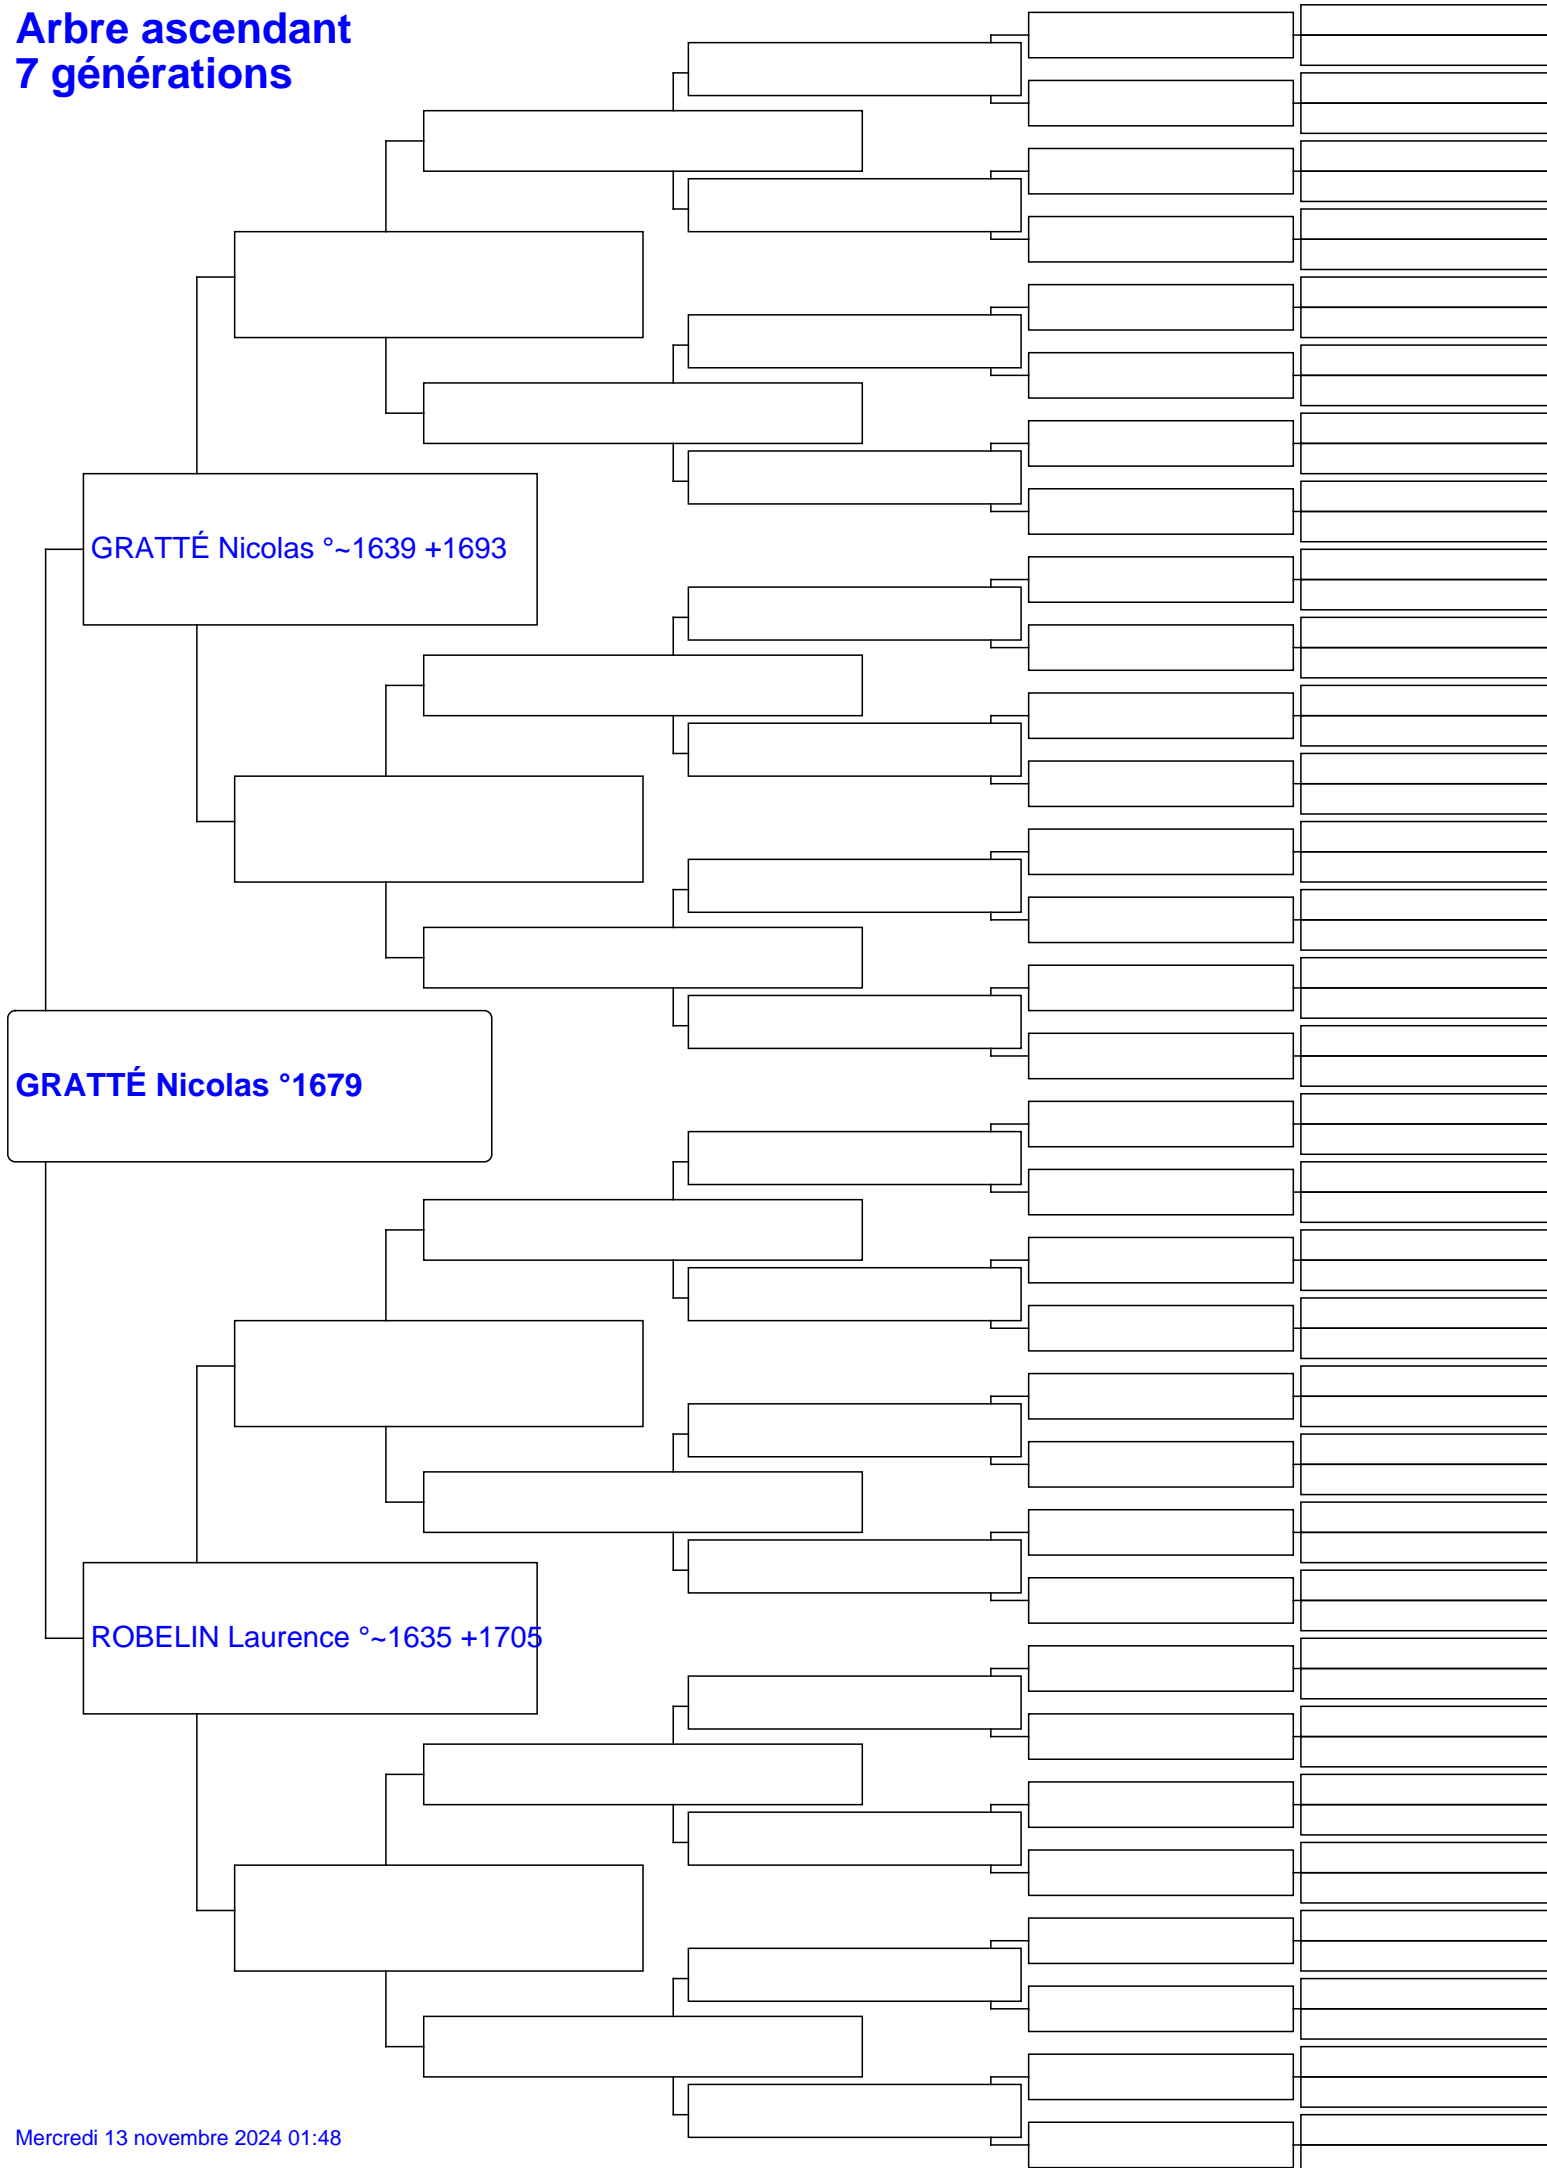 Arbre ascendant
7 générations
GRATTÉ Nicolas °~1639 +1693
GRATTÉ Nicolas °1679
ROBELIN Laurence °~1635 +1705
Mercredi 13 novembre 2024 01:48